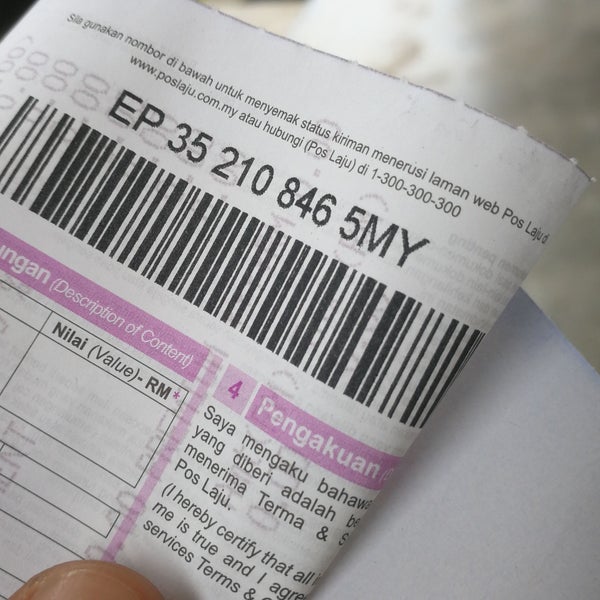 Sila gunakan nombor di bawah untuk menyemak status kiriman menerusi laman web Pos Laju di
www.poslaju.com.my atau hubungi (Pos Laju) di 1-300-300-300
EP 35 210 846 5MY
ungan (Description of Content)
Nilai (Value)- RM*
4 Pengakuan
Saya mengaku bahawa
yang diberi adalah be
menerima Terma & S
Pos Laju.
(I hereby certify that all i
me is true and I agre
services Terms &